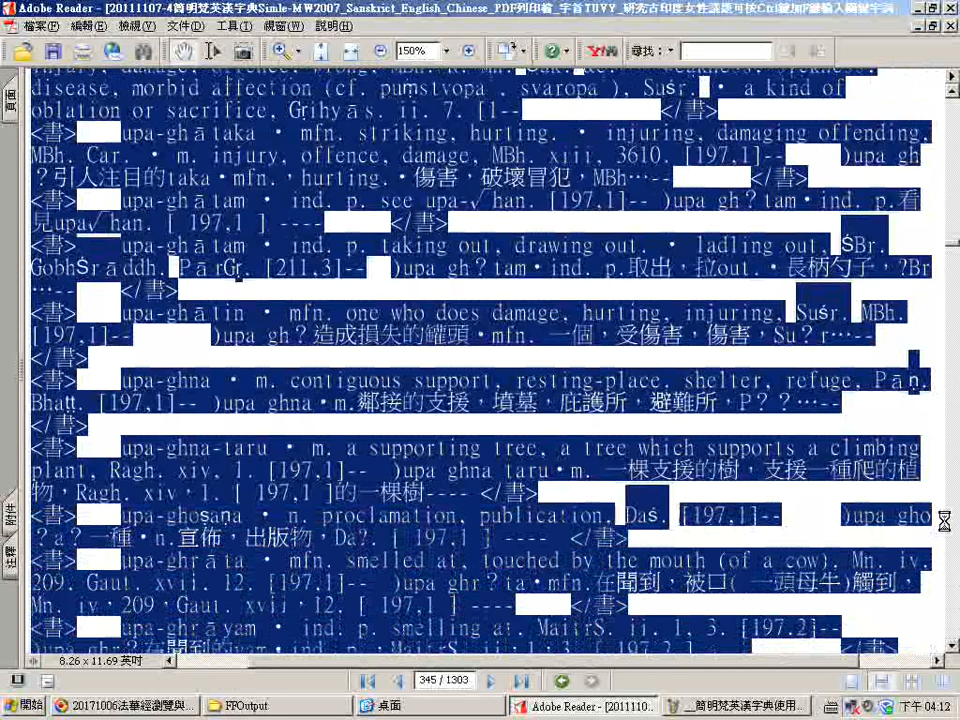 Adobe Reader - [20111107-4簡明梵英漢字典Simle-MW2007_Sanskrit_English_Chinese_PDF列印檔_字首TUVY_研究古印度女性議題可按Ctrl鍵加F鍵輸入關鍵字詞
檔案(F) 編輯(E) 檢視(V) 文件(D) 工具(T) 視窗(W) 說明(H)
150% 尋找：
頁面
injury, damage, offence, wrong, MBh. R.
disease, morbid affection (cf. puṃstvopa . svaropa ), Suśr. • a kind of
oblation or sacrifice, Gṛihyās. ii. 7. [1-- </書>
<書> upa-ghātaka • mfn. striking, hurting. • injuring, damaging offending,
MBh. Car. • m. injury, offence, damage, MBh. xiii, 3610. [197,1]-- )upa gh
？引人注目的taka•mfn.，hurting.•傷害，破壞冒犯，MBh…-- </書>
<書> upa-ghātam • ind. p. see upa-√han. [197,1]-- )upa gh？tam•ind. p.看
見upa√han. [ 197,1 ] ---- </書>
<書> upa-ghātam • ind. p. taking out, drawing out. • ladling out, ŚBr.
GobhŚrāddh. PārGṛ. [211,3]-- )upa gh？tam•ind. p.取出，拉out.•長柄勺子，?Br
…-- </書>
<書> upa-ghātin • mfn. one who does damage, hurting, injuring, Suśr. MBh.
[197,1]-- )upa gh？造成損失的罐頭•mfn. 一個，受傷害，傷害，Su？r…--
</書>
<書> upa-ghna • m. contiguous support, resting-place. shelter, refuge, Pāṇ.
Bhaṭṭ. [197,1]-- )upa ghna•m.鄰接的支援，墳墓，庇護所，避難所，P？？…--
</書>
<書> upa-ghna-taru • m. a supporting tree, a tree which supports a climbing
plant, Ragh. xiv, 1. [197,1]-- )upa ghna taru•m. 一棵支援的樹，支援一種爬的植
物，Ragh. xiv，1. [ 197,1 ]的一棵樹---- </書>
<書> upa-ghoṣaṇa • n. proclamation, publication, Daś. [197,1]-- )upa gho
？a？一種•n.宣佈，出版物，Da?. [ 197,1 ] ---- </書>
<書> upa-ghrāta • mfn. smelled at, touched by the mouth (of a cow). Mn. iv,
209. Gaut. xvii. 12. [197,1]-- )upa ghr？ta•mfn.在聞到，被口( 一頭母牛)觸到，
Mn. iv，209，Gaut. xvii，12. [ 197,1 ] ---- </書>
<書> upa-ghrāyam • ind. p. smelling at. MaitrS. ii. 1, 3. [197.2]--
附件
注釋
8.26 x 11.69 英吋
345 / 1303
開始 20171006法華經瀏覽與... FFOutput 桌面 Adobe Reader - [2011110... __簡明梵英漢字典使用... 下午 04:12